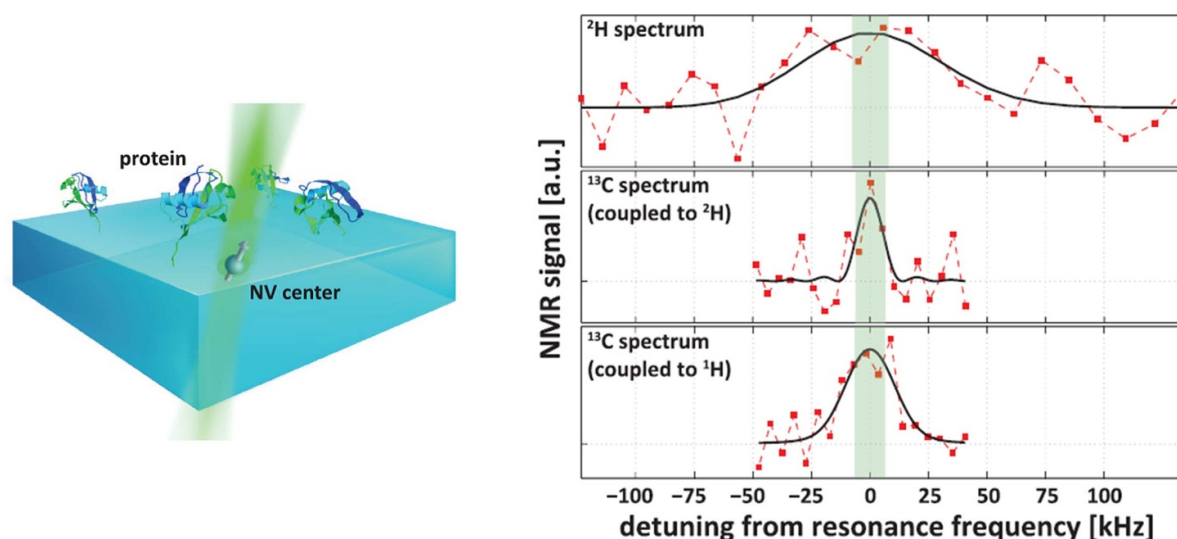 protein
NV center
²H spectrum
¹³C spectrum
(coupled to ²H)
¹³C spectrum
(coupled to ¹H)
NMR signal [a.u.]
−100 −75 −50 −25 0 25 50 75 100
detuning from resonance frequency [kHz]